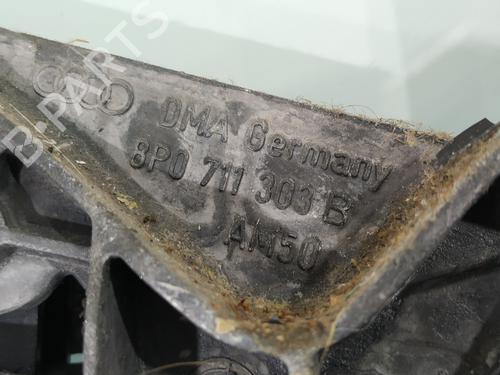 B-PARTS
DMA Germany
8P0 711 303 B
AM50